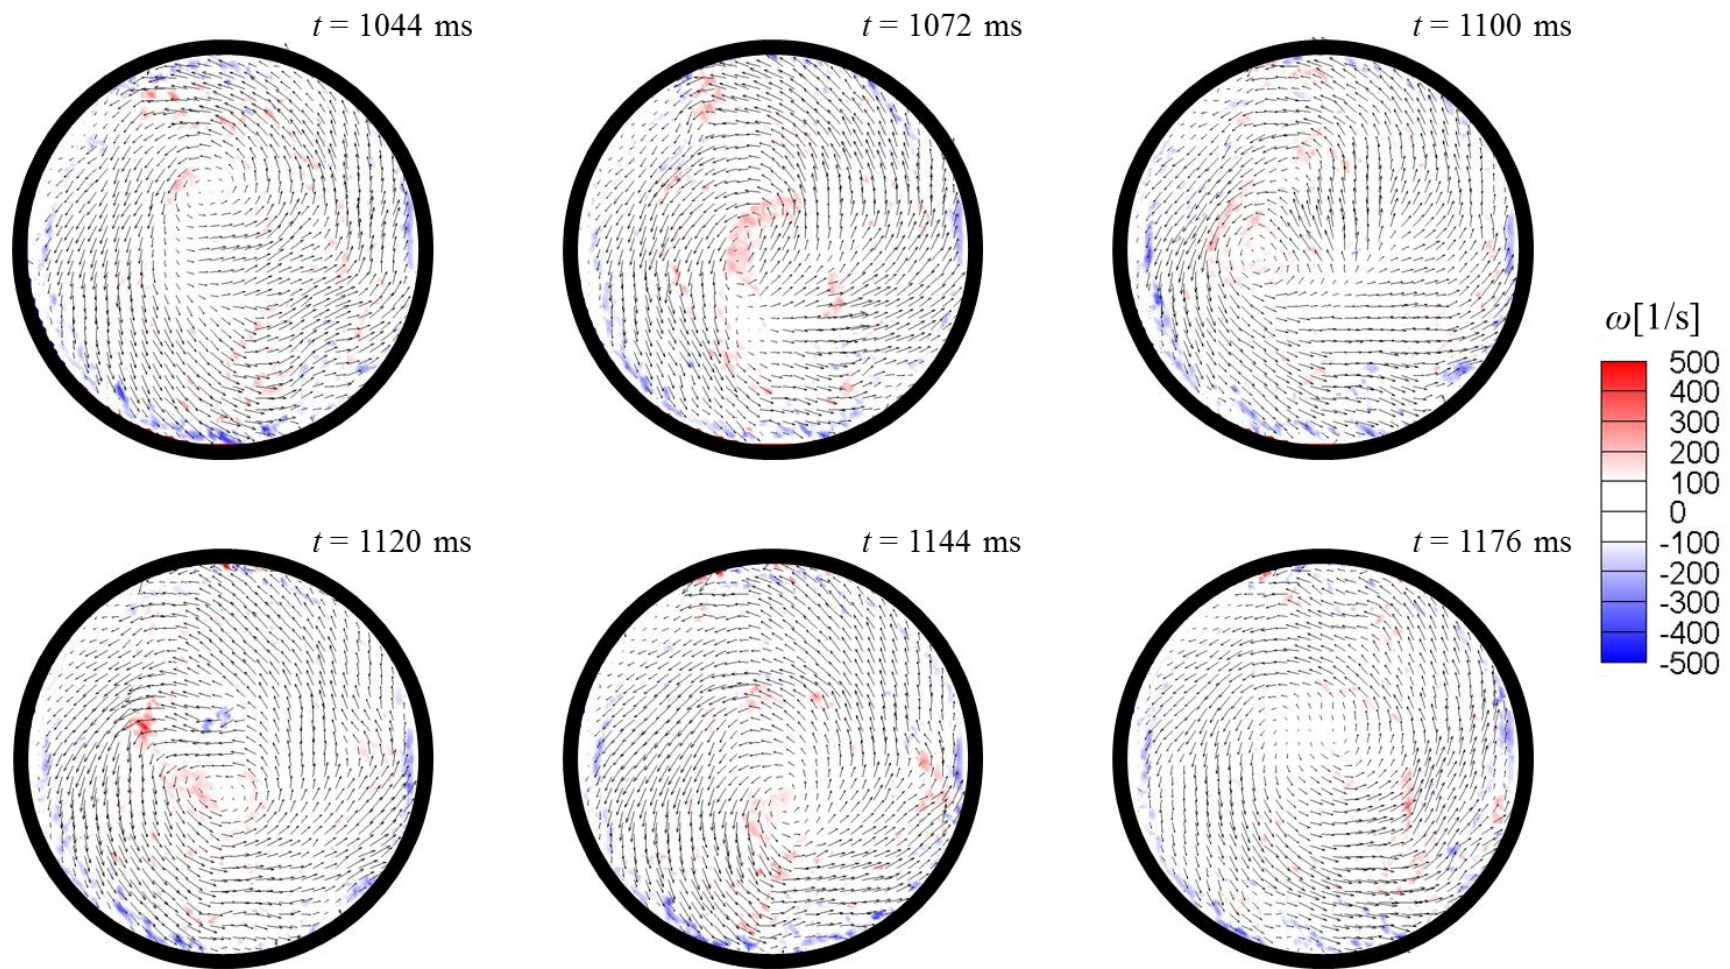 t = 1044 ms
t = 1072 ms
t = 1100 ms
ω[1/s]
500
400
300
200
100
0
-100
-200
-300
-400
-500
t = 1120 ms
t = 1144 ms
t = 1176 ms